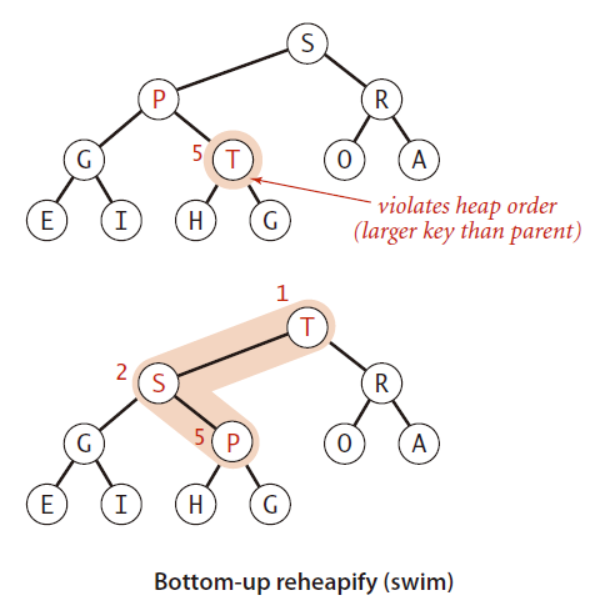 S
P
R
G
5
T
O
A
E
I
H
G
violates heap order
(larger key than parent)
1
T
2
S
R
G
5
P
O
A
E
I
H
G
Bottom-up reheapify (swim)